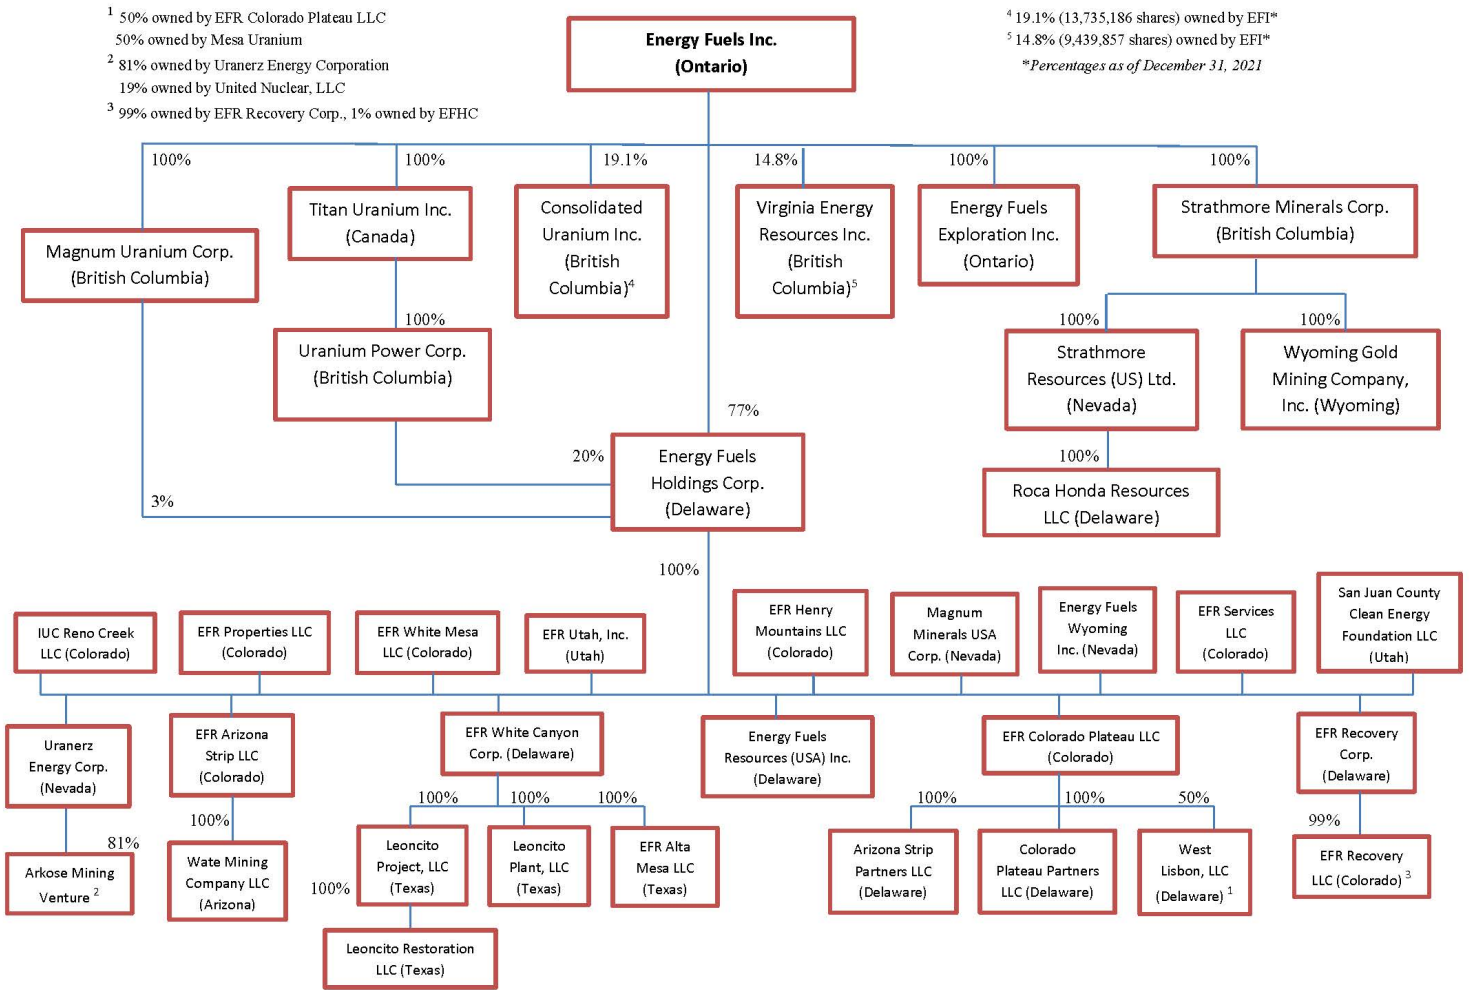 1 50% owned by EFR Colorado Plateau LLC
50% owned by Mesa Uranium
2 81% owned by Uranerz Energy Corporation
19% owned by United Nuclear, LLC
3 99% owned by EFR Recovery Corp., 1% owned by EFHC
Energy Fuels Inc.
(Ontario)
4 19.1% (13,735,186 shares) owned by EFI*
5 14.8% (9,439,857 shares) owned by EFI*
*Percentages as of December 31, 2021
100%
100%
19.1%
14.8%
100%
100%
Magnum Uranium Corp.
(British Columbia)
Titan Uranium Inc.
(Canada)
Consolidated
Uranium Inc.
(British
Columbia)4
Virginia Energy
Resources Inc.
(British
Columbia)5
Energy Fuels
Exploration Inc.
(Ontario)
Strathmore Minerals Corp.
(British Columbia)
100%
100%
100%
Uranium Power Corp.
(British Columbia)
Strathmore
Resources (US) Ltd.
(Nevada)
Wyoming Gold
Mining Company,
Inc. (Wyoming)
77%
20%
3%
Energy Fuels
Holdings Corp.
(Delaware)
100%
Roca Honda Resources
LLC (Delaware)
100%
IUC Reno Creek
LLC (Colorado)
EFR Properties LLC
(Colorado)
EFR White Mesa
LLC (Colorado)
EFR Utah, Inc.
(Utah)
EFR Henry
Mountains LLC
(Colorado)
Magnum
Minerals USA
Corp. (Nevada)
Energy Fuels
Wyoming
Inc. (Nevada)
EFR Services
LLC
(Colorado)
San Juan County
Clean Energy
Foundation LLC
(Utah)
Uranerz
Energy Corp.
(Nevada)
EFR Arizona
Strip LLC
(Colorado)
EFR White Canyon
Corp. (Delaware)
Energy Fuels
Resources (USA) Inc.
(Delaware)
EFR Colorado Plateau LLC
(Colorado)
EFR Recovery
Corp.
(Delaware)
81%
100%
100%
100%
100%
100%
100%
50%
99%
Arkose Mining
Venture 2
Wate Mining
Company LLC
(Arizona)
Leoncito
Project, LLC
(Texas)
Leoncito
Plant, LLC
(Texas)
EFR Alta
Mesa LLC
(Texas)
Arizona Strip
Partners LLC
(Delaware)
Colorado
Plateau Partners
LLC (Delaware)
West
Lisbon, LLC
(Delaware) 1
EFR Recovery
LLC (Colorado) 3
100%
Leoncito Restoration
LLC (Texas)